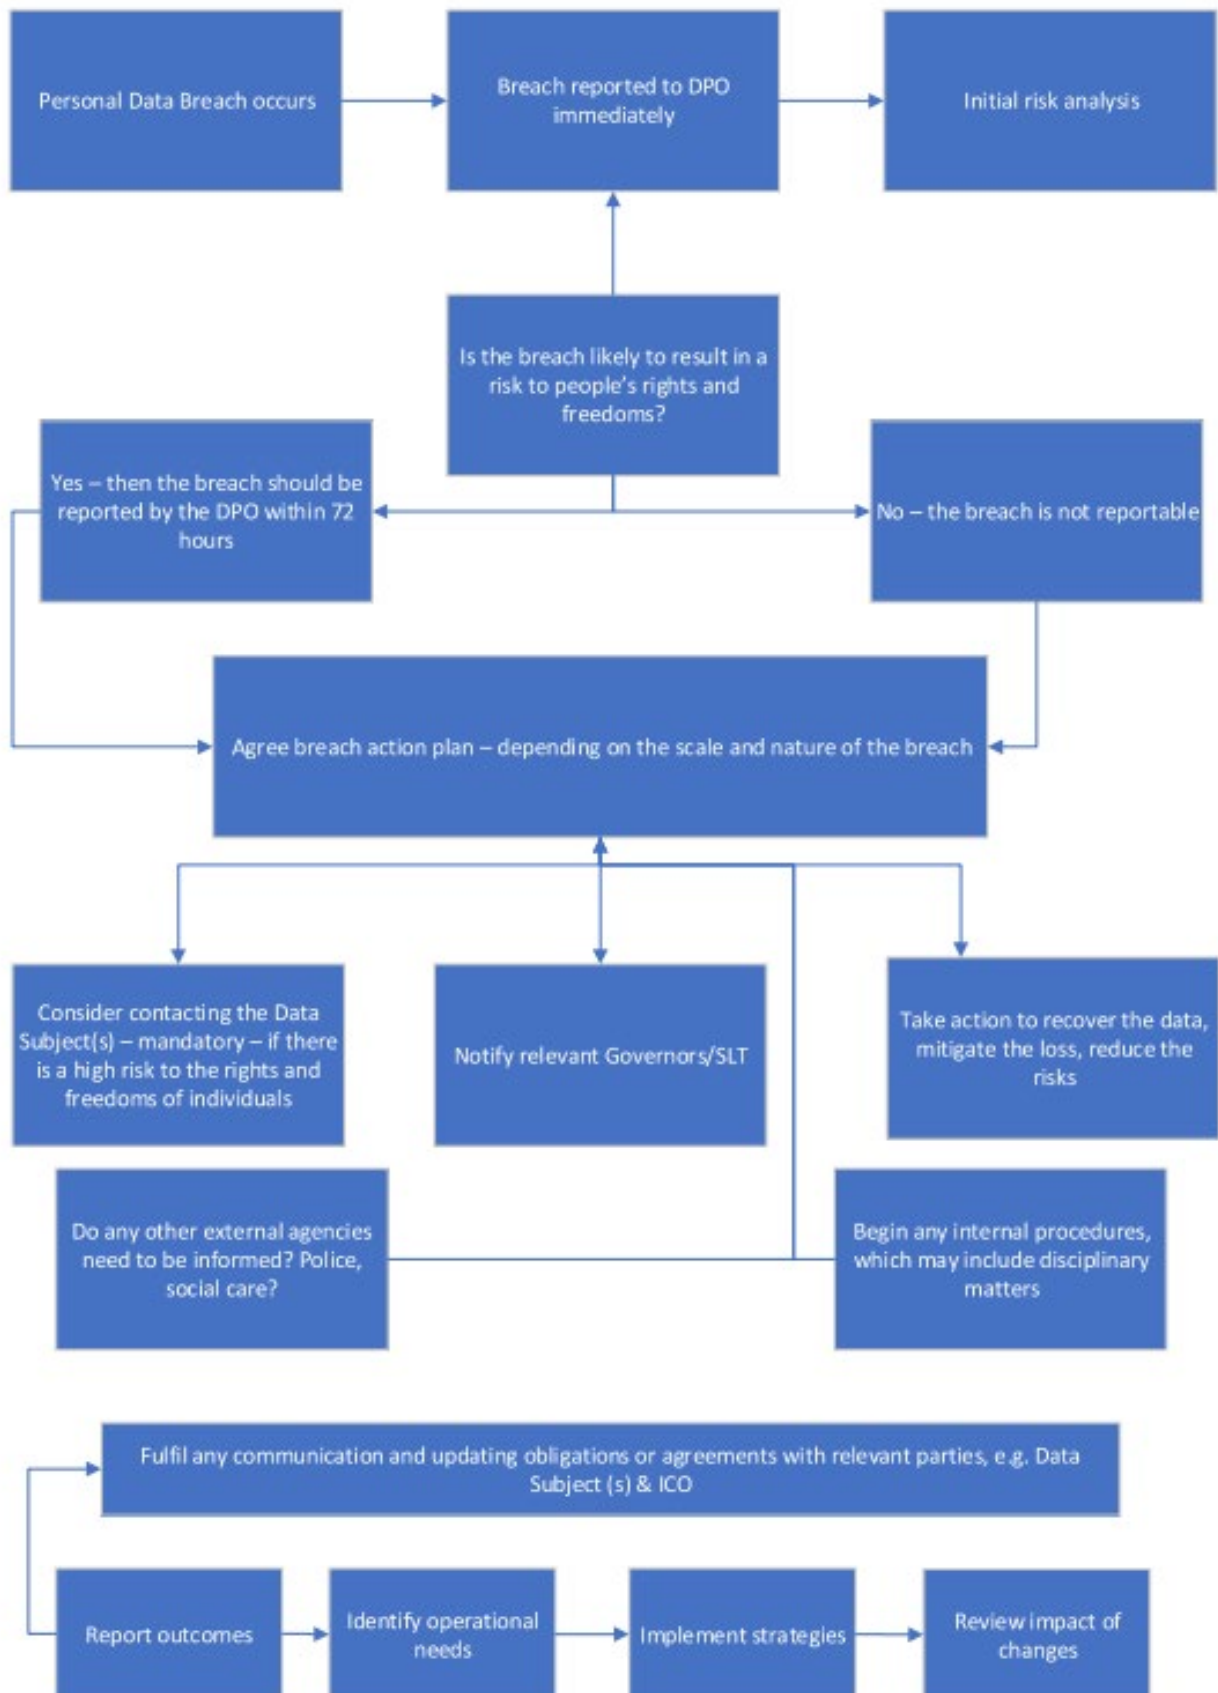 Personal Data Breach occurs
Breach reported to DPO
immediately
Initial risk analysis
Is the breach likely to result in a
risk to people's rights and
freedoms?
Yes – then the breach should be
reported by the DPO within 72
hours
No – the breach is not reportable
Agree breach action plan – depending on the scale and nature of the breach
Consider contacting the Data
Subject(s) – mandatory – if there
is a high risk to the rights and
freedoms of individuals
Notify relevant Governors/SLT
Take action to recover the data,
mitigate the loss, reduce the
risks
Do any other external agencies
need to be informed? Police,
social care?
Begin any internal procedures,
which may include disciplinary
matters
Fulfil any communication and updating obligations or agreements with relevant parties, e.g. Data
Subject (s) & ICO
Report outcomes
Identify operational
needs
Implement strategies
Review impact of
changes